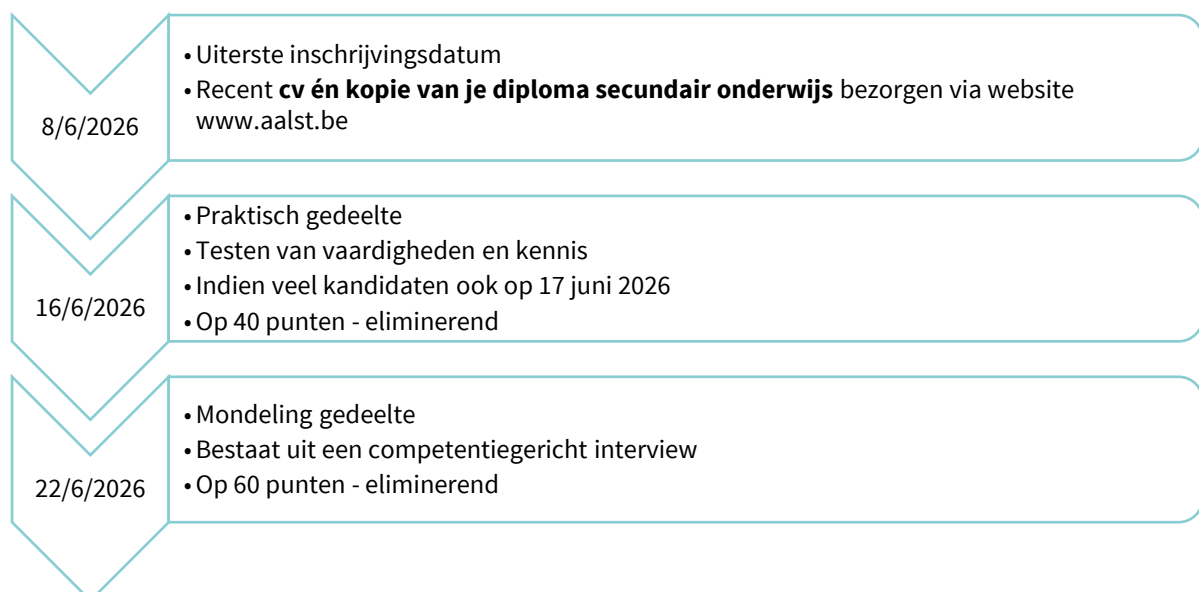 8/6/2026
•Uiterste inschrijvingsdatum
•Recent cv én kopie van je diploma secundair onderwijs bezorgen via website
www.aalst.be
16/6/2026
•Praktisch gedeelte
•Testen van vaardigheden en kennis
•Indien veel kandidaten ook op 17 juni 2026
•Op 40 punten - eliminerend
22/6/2026
•Mondeling gedeelte
•Bestaat uit een competentiegericht interview
•Op 60 punten - eliminerend